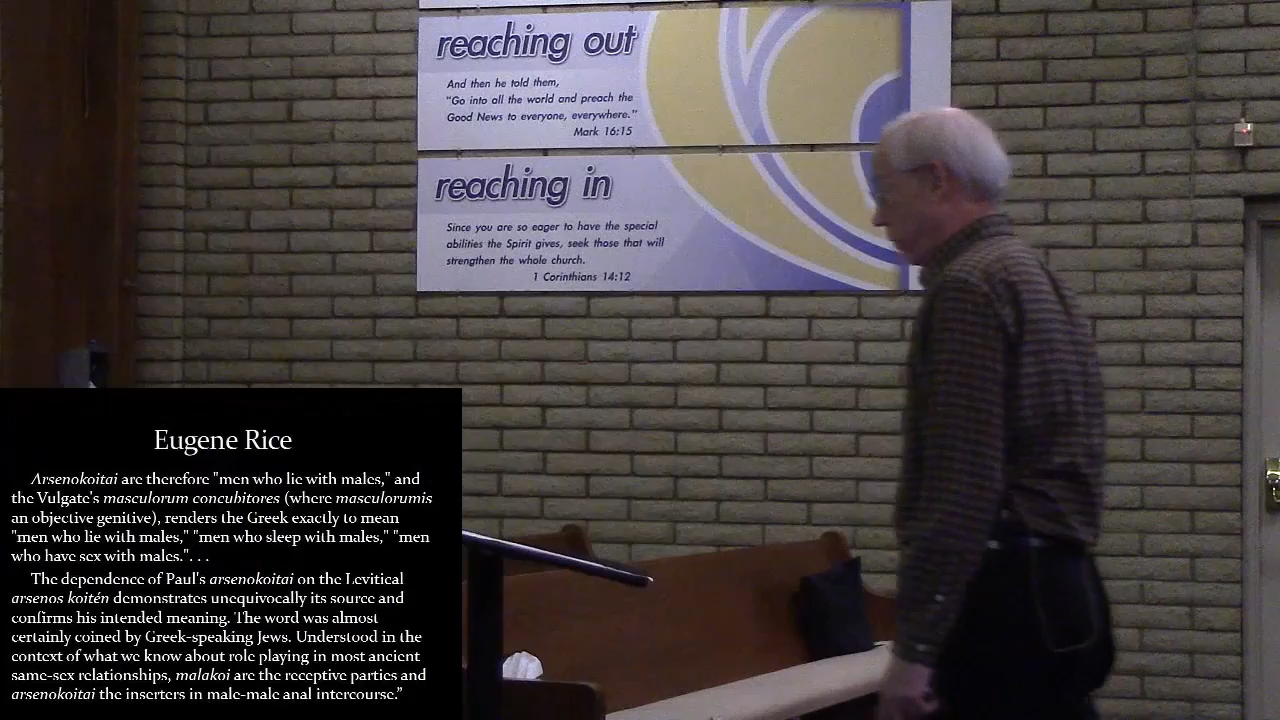 reaching out
And then he told them,
"Go into all the world and preach the
Good News to everyone, everywhere."
Mark 16:15
reaching in
Since you are so eager to have the special
abilities the Spirit gives, seek those that will
strengthen the whole church.
1 Corinthians 14:12
Eugene Rice
Arsenokoitai are therefore "men who lie with males," and
the Vulgate's masculorum concubitores (where masculorumis
an objective genitive), renders the Greek exactly to mean
"men who lie with males," "men who sleep with males," "men
who have sex with males.". . .
The dependence of Paul's arsenokoitai on the Levitical
arsenos koitén demonstrates unequivocally its source and
confirms his intended meaning. The word was almost
certainly coined by Greek-speaking Jews. Understood in the
context of what we know about role playing in most ancient
same-sex relationships, malakoi are the receptive parties and
arsenokoitai the inserters in male-male anal intercourse.”